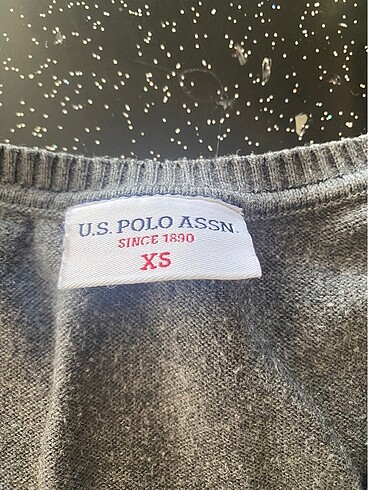 U.S. POLO ASSN.
SINCE 1890
XS